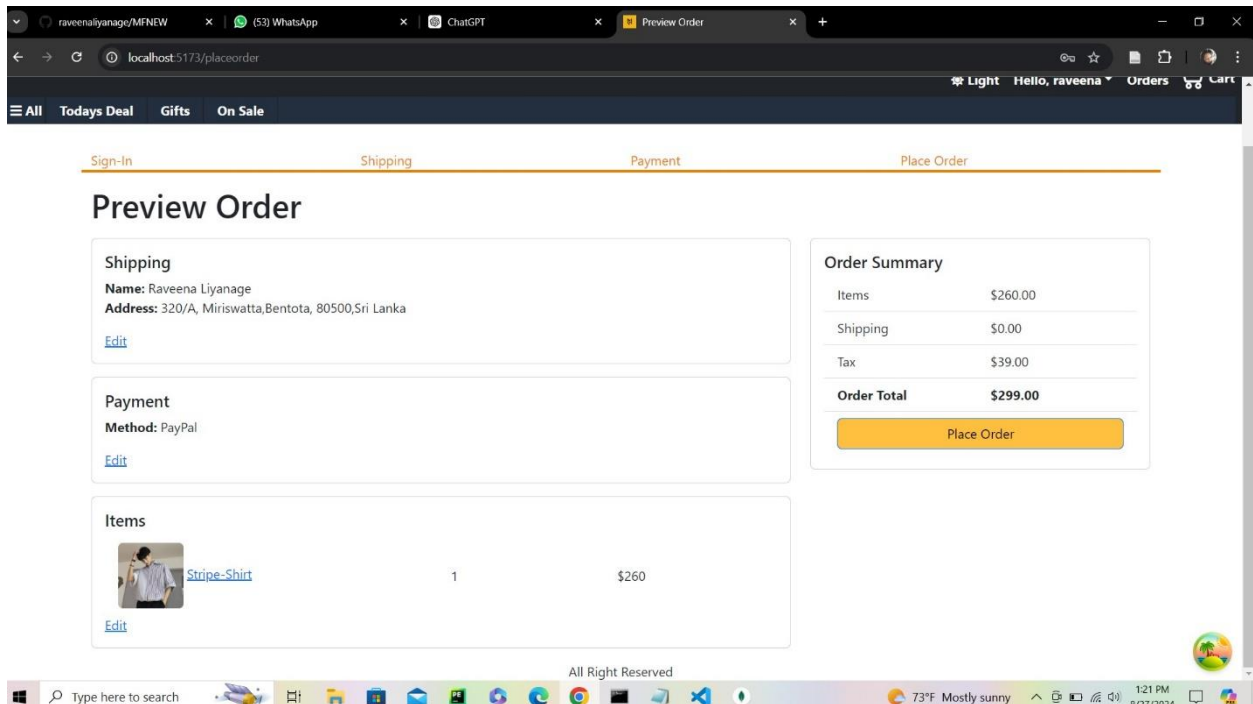 raveenaliyanage/MFNEW
(53) WhatsApp
ChatGPT
Preview Order
localhost:5173/placeorder
Light Hello, raveena Orders Cart
All Todays Deal Gifts On Sale
Sign-In Shipping Payment Place Order
Preview Order
Shipping
Name: Raveena Liyanage
Address: 320/A, Miriswatta,Bentota, 80500,Sri Lanka
Edit
Payment
Method: PayPal
Edit
Items
Stripe-Shirt 1 $260
Edit
Order Summary
Items $260.00
Shipping $0.00
Tax $39.00
Order Total $299.00
Place Order
All Right Reserved
Type here to search
73°F Mostly sunny
1:21 PM
8/27/2024